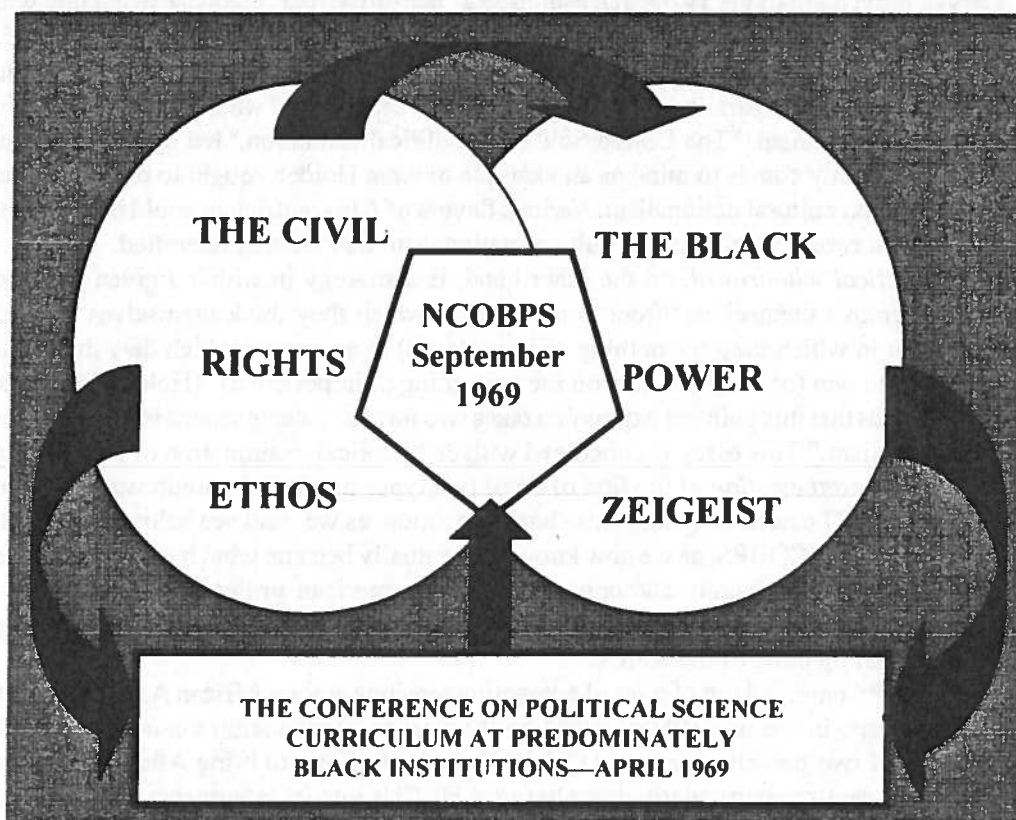 THE CIVIL
RIGHTS
ETHOS
NCOBPS
September
1969
THE BLACK
POWER
ZEIGEIST
THE CONFERENCE ON POLITICAL SCIENCE
CURRICULUM AT PREDOMINATELY
BLACK INSTITUTIONS—APRIL 1969